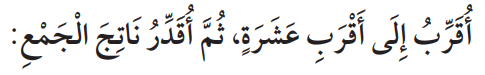 أُقَرِّبُ إِلَى أَقْرَبِ عَشَرَةٍ، ثُمَّ أُقَدِّرُ نَاتِجَ الْجَمْعِ: